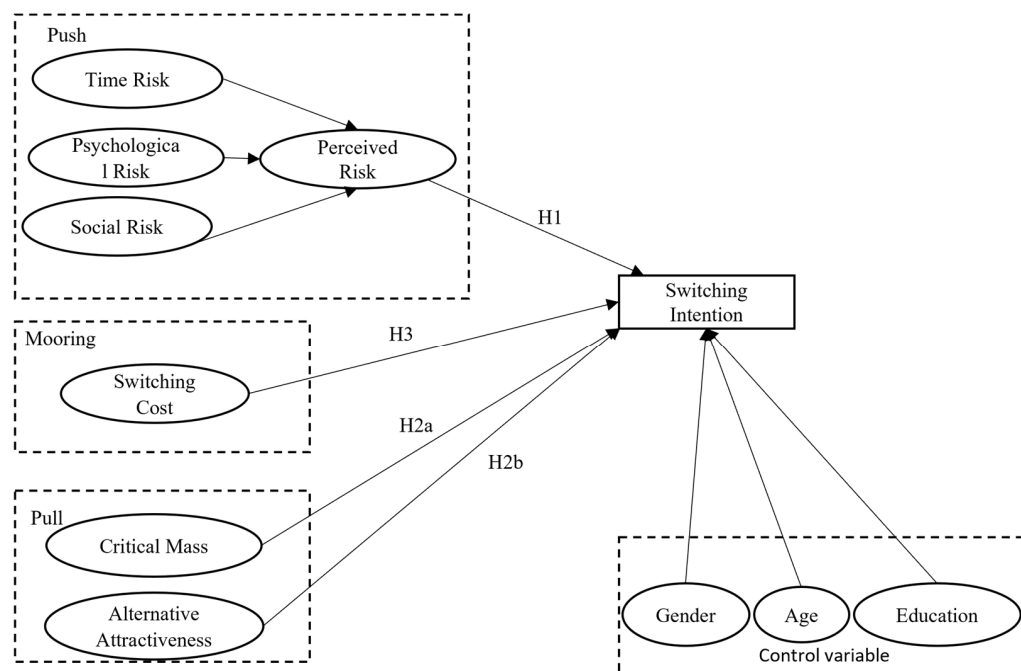 Push
Time Risk
Psychologica
l Risk
Social Risk
Perceived
Risk
H1
Switching
Intention
Mooring
Switching
Cost
H3
H2a
H2b
Pull
Critical Mass
Alternative
Attractiveness
Gender
Age
Education
Control variable